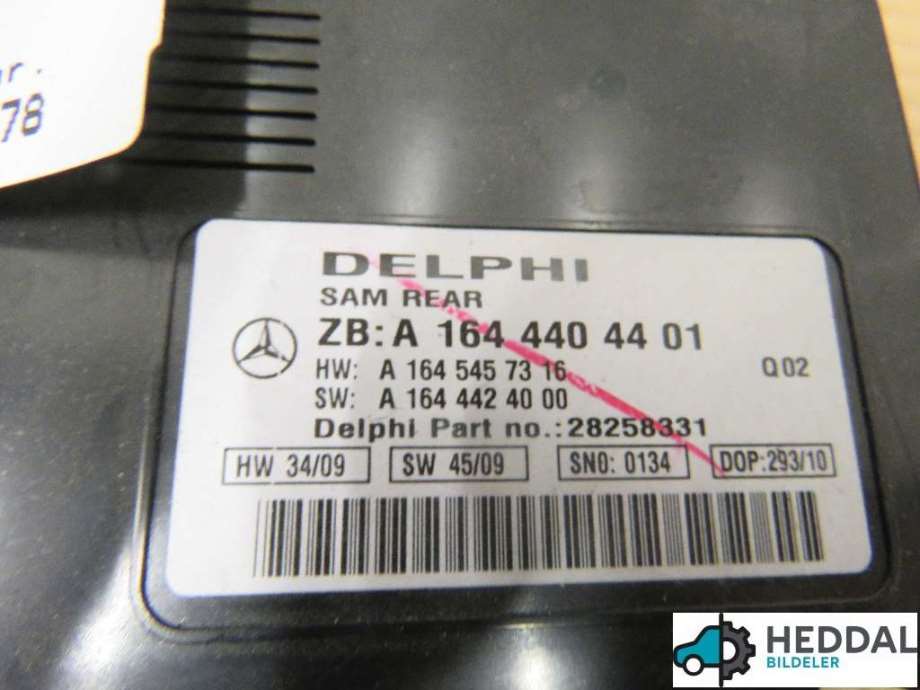 78
DELPHI
SAM REAR
ZB: A 164 440 44 01
HW: A 164 545 73 16 Q02
SW: A 164 442 40 00
Delphi Part no.:28258331
HW 34/09 SW 45/09 SNO: 0134 DOP:293/10
HEDDAL
BILDELER